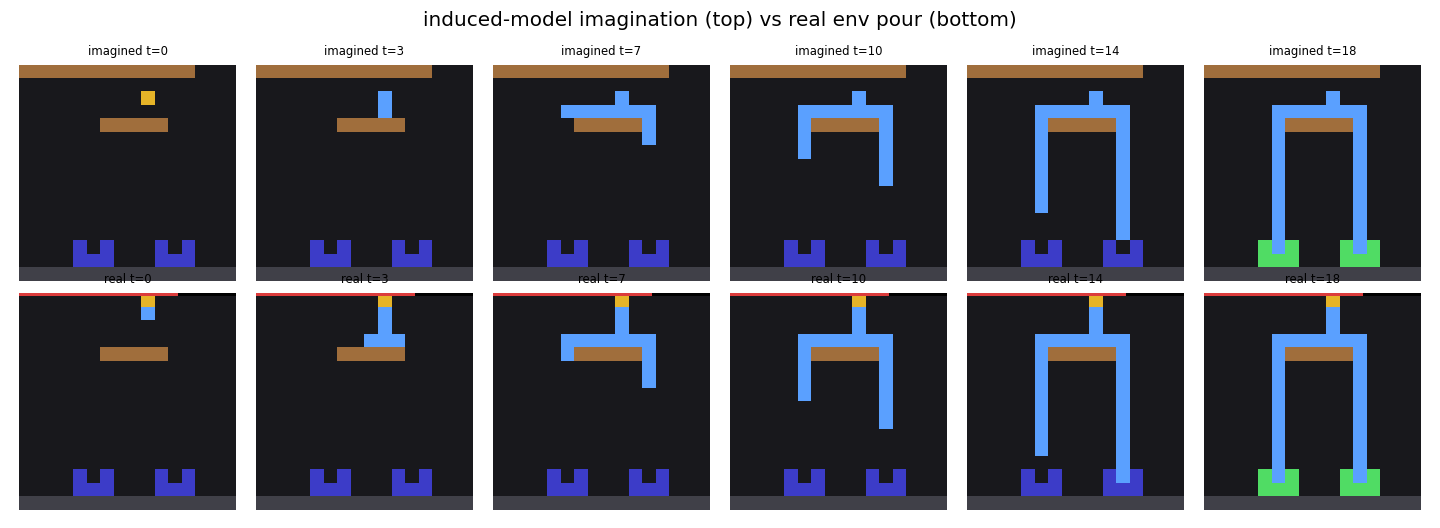 induced-model imagination (top) vs real env pour (bottom)
imagined t=0 imagined t=3 imagined t=7 imagined t=10 imagined t=14 imagined t=18
real t=0 real t=3 real t=7 real t=10 real t=14 real t=18